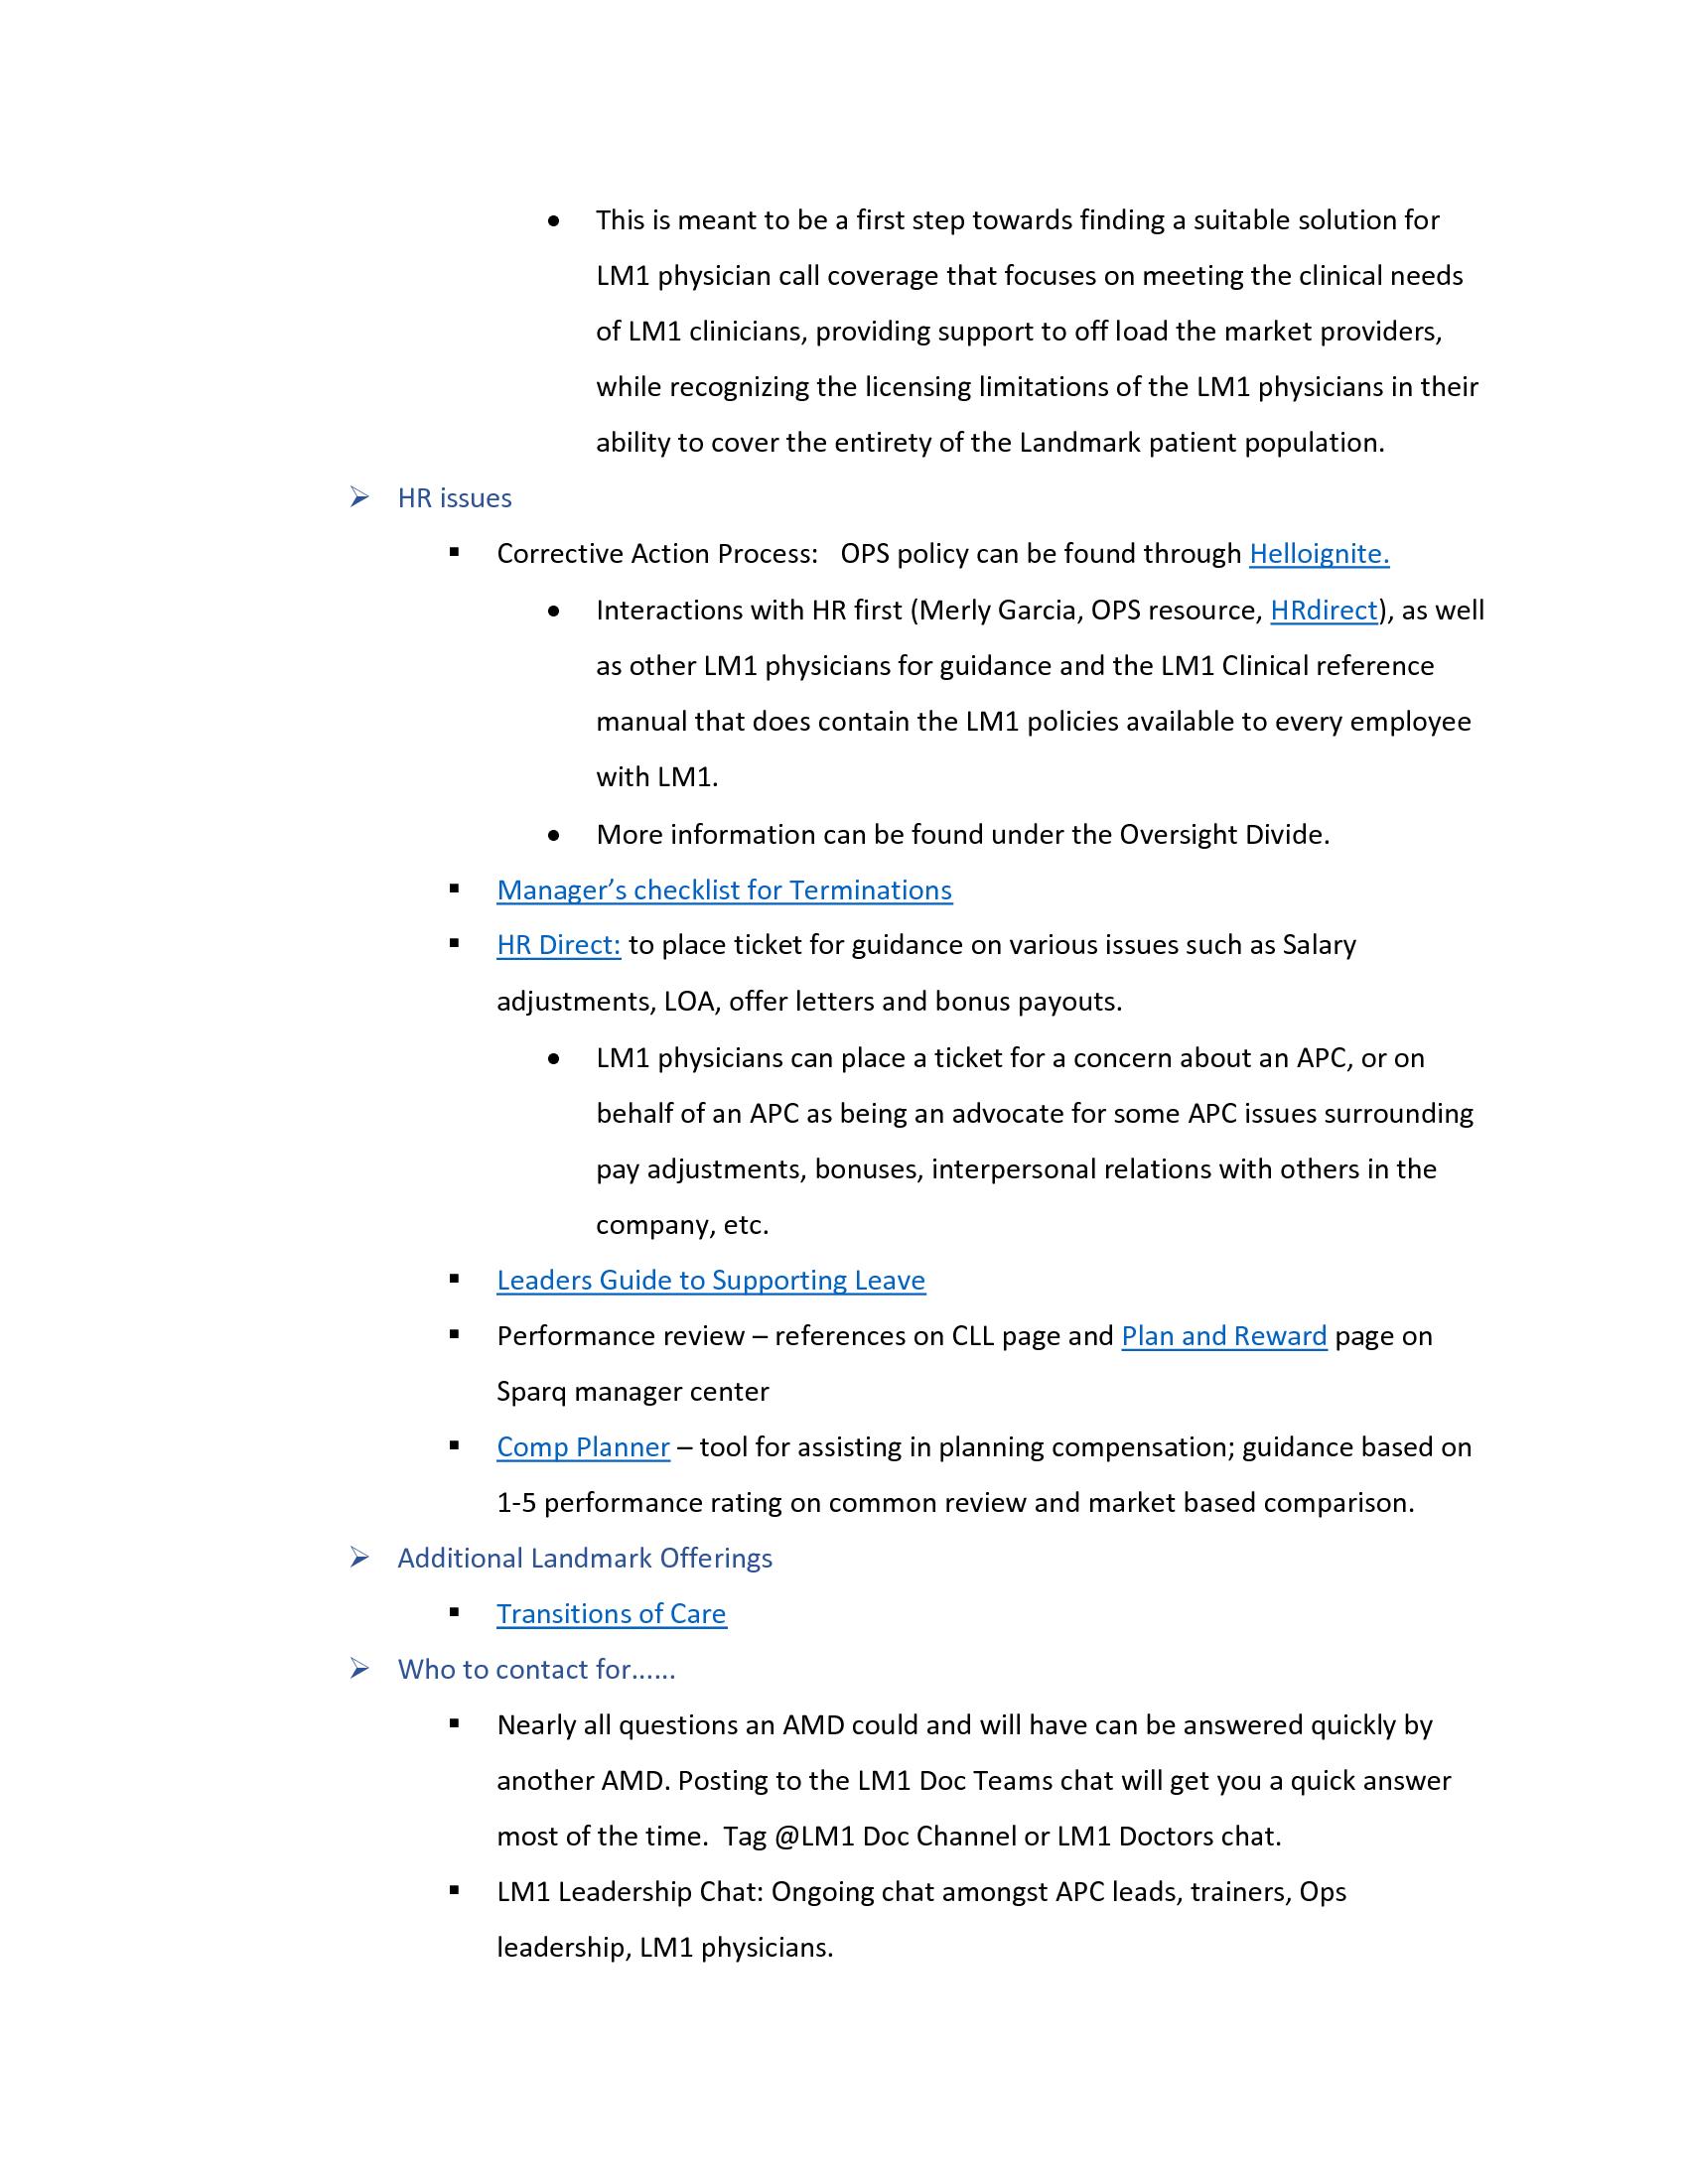 • This is meant to be a first step towards finding a suitable solution for
LM1 physician call coverage that focuses on meeting the clinical needs
of LM1 clinicians, providing support to off load the market providers,
while recognizing the licensing limitations of the LM1 physicians in their
ability to cover the entirety of the Landmark patient population.
➢ HR issues
▪ Corrective Action Process:   OPS policy can be found through Helloignite.
• Interactions with HR first (Merly Garcia, OPS resource, HRdirect), as well
as other LM1 physicians for guidance and the LM1 Clinical reference
manual that does contain the LM1 policies available to every employee
with LM1.
• More information can be found under the Oversight Divide.
▪ Manager’s checklist for Terminations
▪ HR Direct: to place ticket for guidance on various issues such as Salary
adjustments, LOA, offer letters and bonus payouts.
• LM1 physicians can place a ticket for a concern about an APC, or on
behalf of an APC as being an advocate for some APC issues surrounding
pay adjustments, bonuses, interpersonal relations with others in the
company, etc.
▪ Leaders Guide to Supporting Leave
▪ Performance review – references on CLL page and Plan and Reward page on
Sparq manager center
▪ Comp Planner – tool for assisting in planning compensation; guidance based on
1-5 performance rating on common review and market based comparison.
➢ Additional Landmark Offerings
▪ Transitions of Care
➢ Who to contact for......
▪ Nearly all questions an AMD could and will have can be answered quickly by
another AMD. Posting to the LM1 Doc Teams chat will get you a quick answer
most of the time.  Tag @LM1 Doc Channel or LM1 Doctors chat.
▪ LM1 Leadership Chat: Ongoing chat amongst APC leads, trainers, Ops
leadership, LM1 physicians.